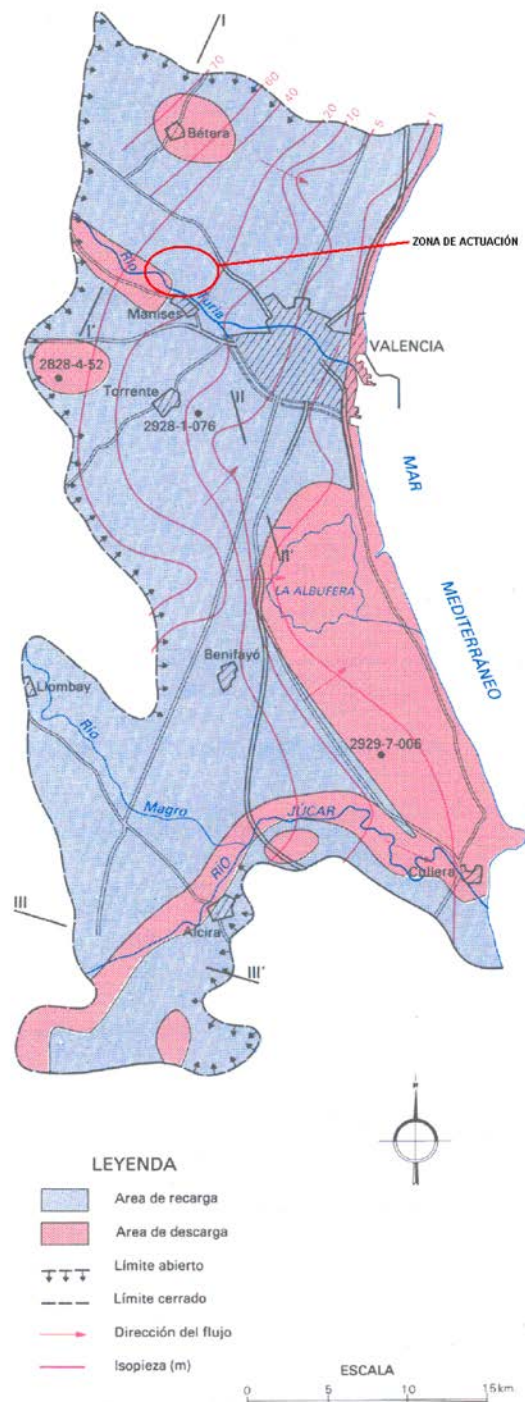 I
70
60
40
20
10
5
1
Bétera
ZONA DE ACTUACIÓN
Río
Turia
Manises
I'
VALENCIA
2828-4-52
Torrente
II
2928-1-076
MAR
II'
LA ALBUFERA
MEDITERRÁNEO
Benifayó
Llombay
Río
2929-7-006
Magro
JÚCAR
RIO
Cullera
III
Alcira
III'
LEYENDA
Area de recarga
Area de descarga
Límite abierto
Límite cerrado
Dirección del flujo
Isopieza (m)
ESCALA
0 5 10 15 km.